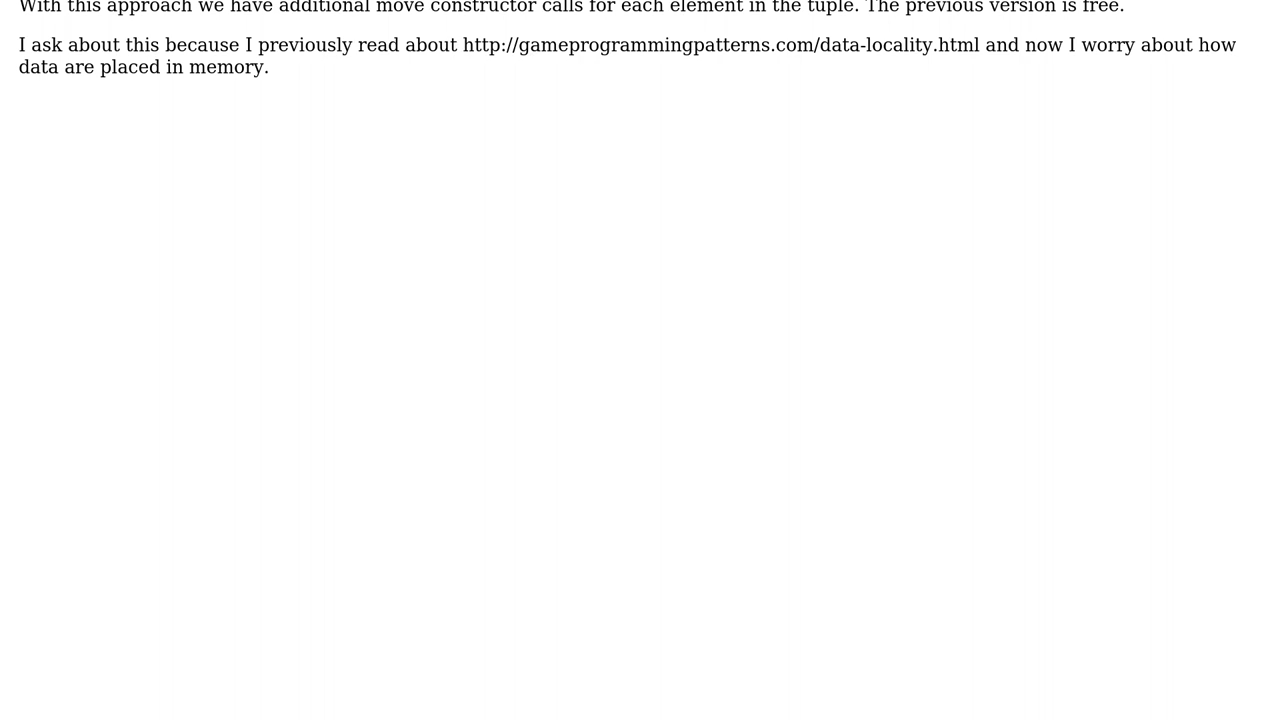 With this approach we have additional move constructor calls for each element in the tuple. The previous version is free.
I ask about this because I previously read about http://gameprogrammingpatterns.com/data-locality.html and now I worry about how
data are placed in memory.